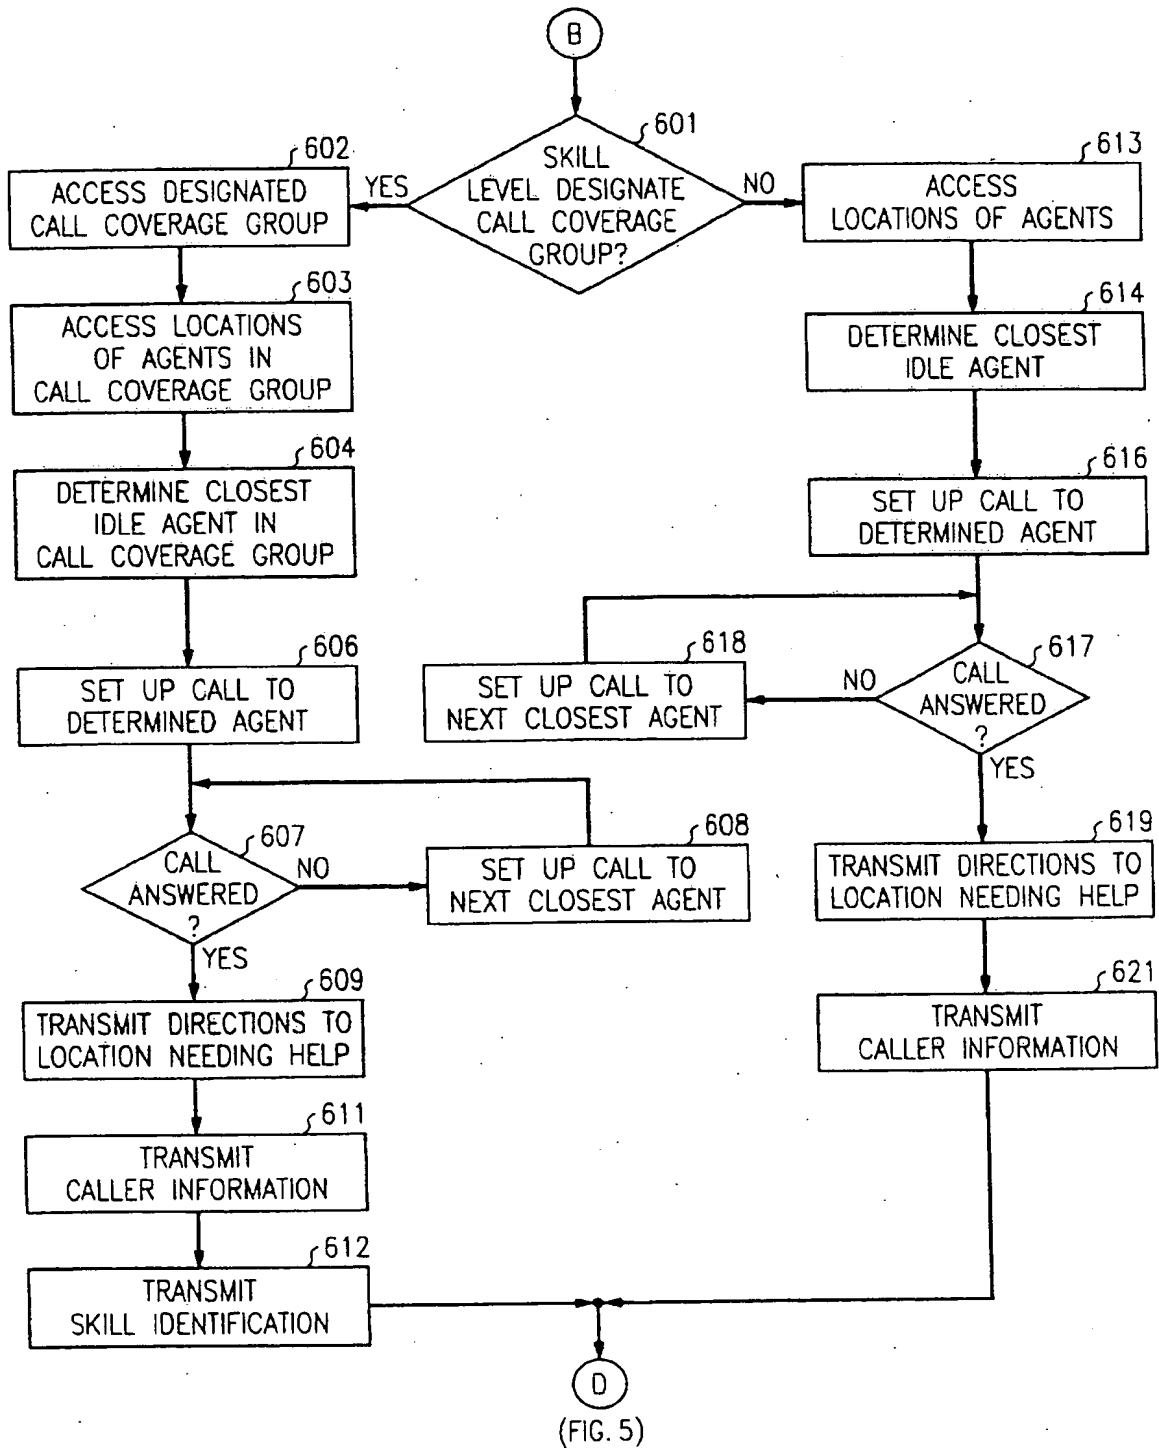 B
601
SKILL
LEVEL DESIGNATE
CALL COVERAGE
GROUP?
YES
NO
602
ACCESS DESIGNATED
CALL COVERAGE GROUP
603
ACCESS LOCATIONS
OF AGENTS IN
CALL COVERAGE GROUP
604
DETERMINE CLOSEST
IDLE AGENT IN
CALL COVERAGE GROUP
606
SET UP CALL TO
DETERMINED AGENT
607
CALL
ANSWERED
?
NO
608
SET UP CALL TO
NEXT CLOSEST AGENT
YES
609
TRANSMIT DIRECTIONS TO
LOCATION NEEDING HELP
611
TRANSMIT
CALLER INFORMATION
612
TRANSMIT
SKILL IDENTIFICATION
613
ACCESS
LOCATIONS OF AGENTS
614
DETERMINE CLOSEST
IDLE AGENT
616
SET UP CALL TO
DETERMINED AGENT
617
CALL
ANSWERED
?
NO
618
SET UP CALL TO
NEXT CLOSEST AGENT
YES
619
TRANSMIT DIRECTIONS TO
LOCATION NEEDING HELP
621
TRANSMIT
CALLER INFORMATION
D
(FIG. 5)